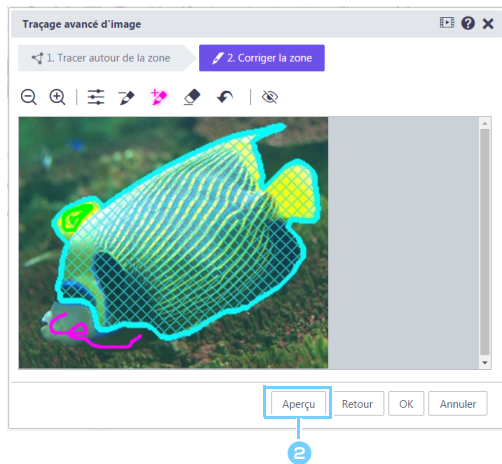 Traçage avancé d'image
1. Tracer autour de la zone
2. Corriger la zone
Aperçu
Retour
OK
Annuler
2